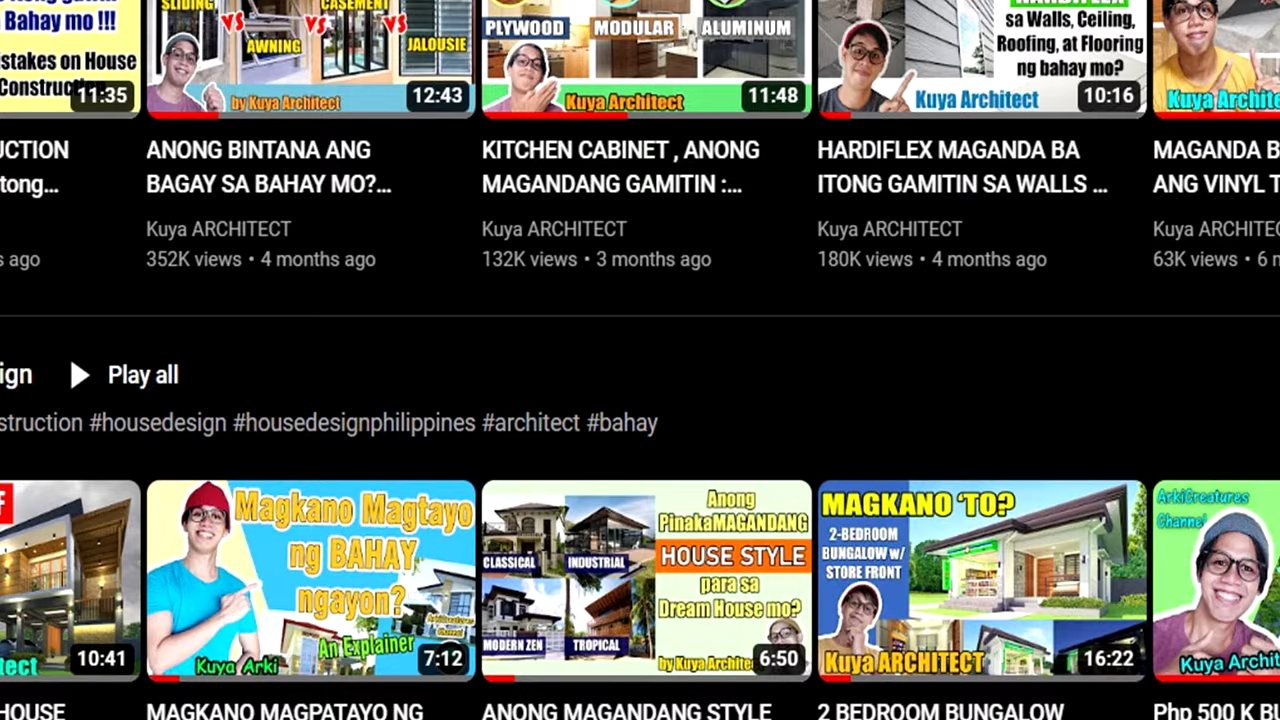 Bahay mo !!!
stakes on House
11:35
SLIDING
VS
AWNING
VS
CASEMENT
VS
JALOUSIE
by Kuya Architect
12:43
PLYWOOD
MODULAR
ALUMINUM
Kuya Architect
11:48
sa Walls, Ceiling,
Roofing, at Flooring
ng bahay mo?
Kuya Architect
10:16
UCTION
tong...
ANONG BINTANA ANG
BAGAY SA BAHAY MO?...
Kuya ARCHITECT
352K views • 4 months ago
KITCHEN CABINET , ANONG
MAGANDANG GAMITIN :...
Kuya ARCHITECT
132K views • 3 months ago
HARDIFLEX MAGANDA BA
ITONG GAMITIN SA WALLS ...
Kuya ARCHITECT
180K views • 4 months ago
MAGANDA B
ANG VINYL T
Kuya ARCHITEC
63K views • 6 m
s ago
ign
Play all
struction #housedesign #housedesignphilippines #architect #bahay
tect
10:41
Magkano Magtayo
ng BAHAY
ngayon?
An Explainer
ArkiCreatures
Channel
Kuya Arki
7:12
CLASSICAL
INDUSTRIAL
MODERN ZEN
TROPICAL
Anong
PinakaMAGANDANG
HOUSE STYLE
para sa
Dream House mo?
by Kuya Archite
6:50
MAGKANO ‘TO?
2-BEDROOM
BUNGALOW w/
STORE FRONT
Kuya ARCHITECT
16:22
ArkiCreatures
Channel
Kuya Archit
HOUSE
MAGKANO MAGPATAYO NG
ANONG MAGANDANG STYLE
2 BEDROOM BUNGALOW
Php 500 K BU